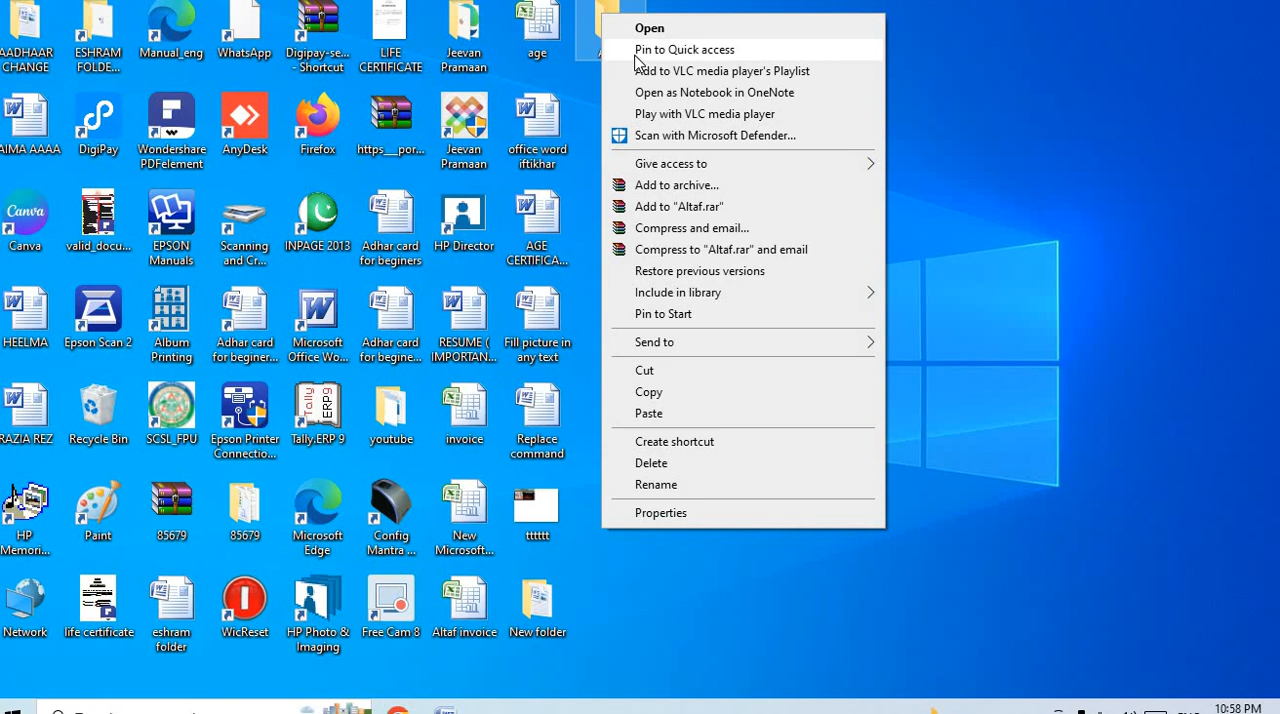 AADHAAR
CHANGE
ESHRAM
FOLDE...
Manual_eng
WhatsApp
Digipay-se...
- Shortcut
LIFE
CERTIFICATE
Jeevan
Pramaan
age
AIMA AAAA
DigiPay
Wondershare
PDFelement
AnyDesk
Firefox
https___por...
Jeevan
Pramaan
office word
iftikhar
Canva
valid_docu...
EPSON
Manuals
Scanning
and Cr...
INPAGE 2013
Adhar card
for beginers
HP Director
AGE
CERTIFICA...
HEELMA
Epson Scan 2
Album
Printing
Adhar card
for beginer...
Microsoft
Office Wo...
Adhar card
for begine...
RESUME (
IMPORTAN...
Fill picture in
any text
RAZIA REZ
Recycle Bin
SCSL_FPU
Epson Printer
Connectio...
Tally.ERP 9
youtube
invoice
Replace
command
HP
Memori...
Paint
85679
85679
Microsoft
Edge
Config
Mantra ...
New
Microsoft...
tttttt
Network
life certificate
eshram
folder
WicReset
HP Photo &
Imaging
Free Cam 8
Altaf invoice
New folder
Open
Pin to Quick access
Add to VLC media player's Playlist
Open as Notebook in OneNote
Play with VLC media player
Scan with Microsoft Defender...
Give access to
Add to archive...
Add to "Altaf.rar"
Compress and email...
Compress to "Altaf.rar" and email
Restore previous versions
Include in library
Pin to Start
Send to
Cut
Copy
Paste
Create shortcut
Delete
Rename
Properties
10:58 PM